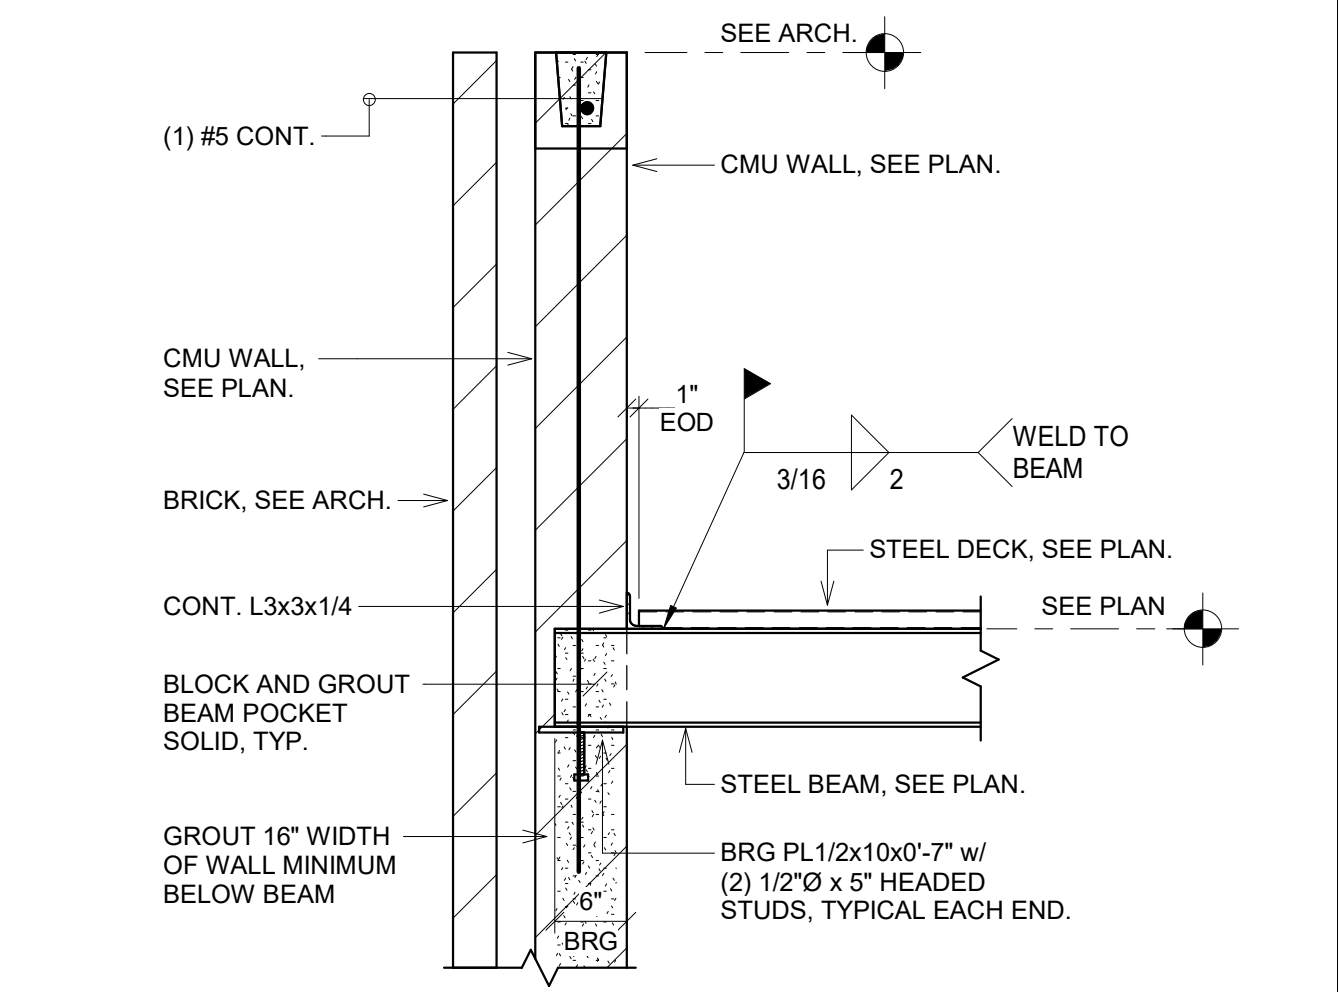 SEE ARCH.
(1) #5 CONT.
CMU WALL, SEE PLAN.
CMU WALL,
SEE PLAN.
1"
EOD
3/16
2
WELD TO
BEAM
BRICK, SEE ARCH.
STEEL DECK, SEE PLAN.
CONT. L3x3x1/4
SEE PLAN
BLOCK AND GROUT
BEAM POCKET
SOLID, TYP.
STEEL BEAM, SEE PLAN.
GROUT 16" WIDTH
OF WALL MINIMUM
BELOW BEAM
BRG PL1/2x10x0'-7" w/
(2) 1/2"Ø x 5" HEADED
STUDS, TYPICAL EACH END.
6"
BRG